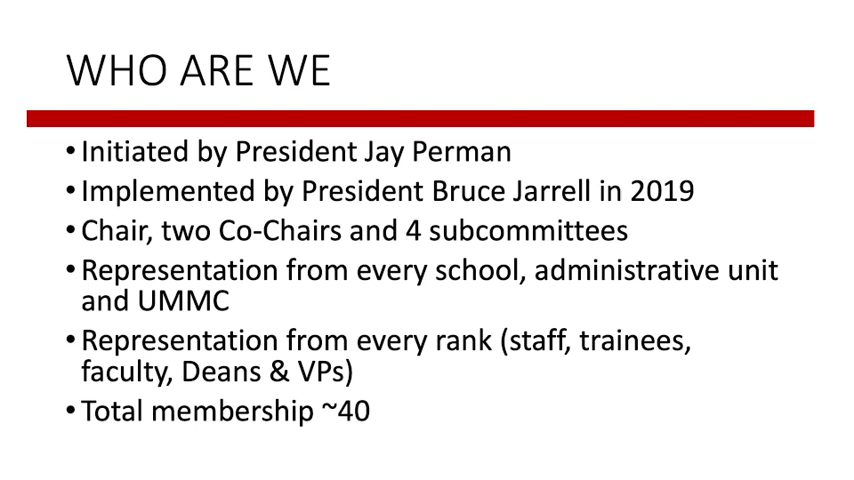 WHO ARE WE
• Initiated by President Jay Perman
• Implemented by President Bruce Jarrell in 2019
• Chair, two Co-Chairs and 4 subcommittees
• Representation from every school, administrative unit
and UMMC
• Representation from every rank (staff, trainees,
faculty, Deans & VPs)
• Total membership ~40